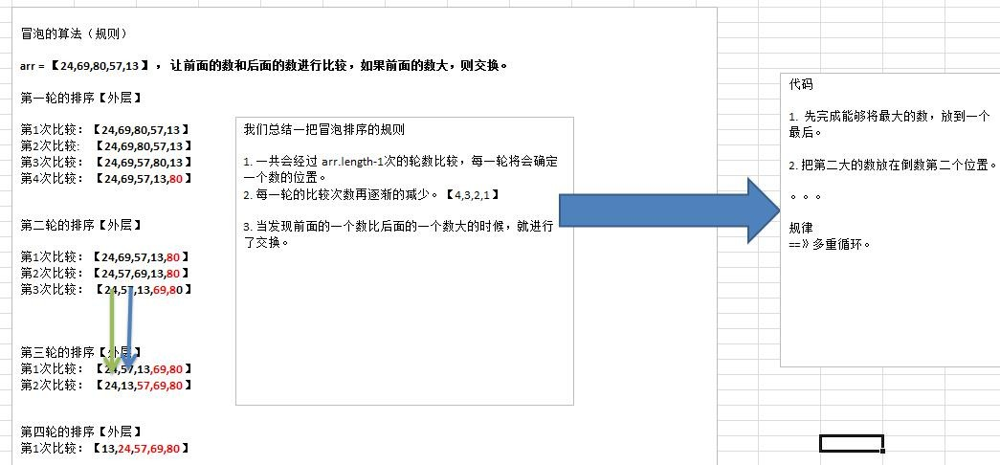 冒泡的算法（规则）
arr = 【24,69,80,57,13】 ，让前面的数和后面的数进行比较，如果前面的数大，则交换。
第一轮的排序【外层】
第1次比较：【24,69,80,57,13】
第2次比较: 【24,69,80,57,13】
第3次比较：【24,69,57,80,13】
第4次比较：【24,69,57,13,80】
第二轮的排序【外层】
第1次比较：【24,69,57,13,80】
第2次比较：【24,57,69,13,80】
第3次比较：【24,57,13,69,80】
第三轮的排序【外层】
第1次比较：【24,57,13,69,80】
第2次比较：【24,13,57,69,80】
第四轮的排序【外层】
第1次比较：【13,24,57,69,80】
我们总结一把冒泡排序的规则
1. 一共会经过 arr.length-1次的轮数比较，每一轮将会确定
一个数的位置。
2. 每一轮的比较次数再逐渐的减少。【4,3,2,1】
3. 当发现前面的一个数比后面的一个数大的时候，就进行
了交换。
代码
1. 先完成能够将最大的数，放到一个
最后。
2. 把第二大的数放在倒数第二个位置。
。。。
规律
==》多重循环。